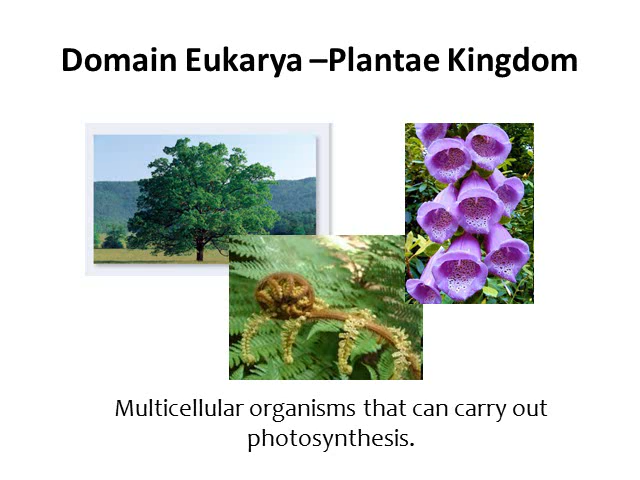 Domain Eukarya –Plantae Kingdom
Multicellular organisms that can carry out
photosynthesis.